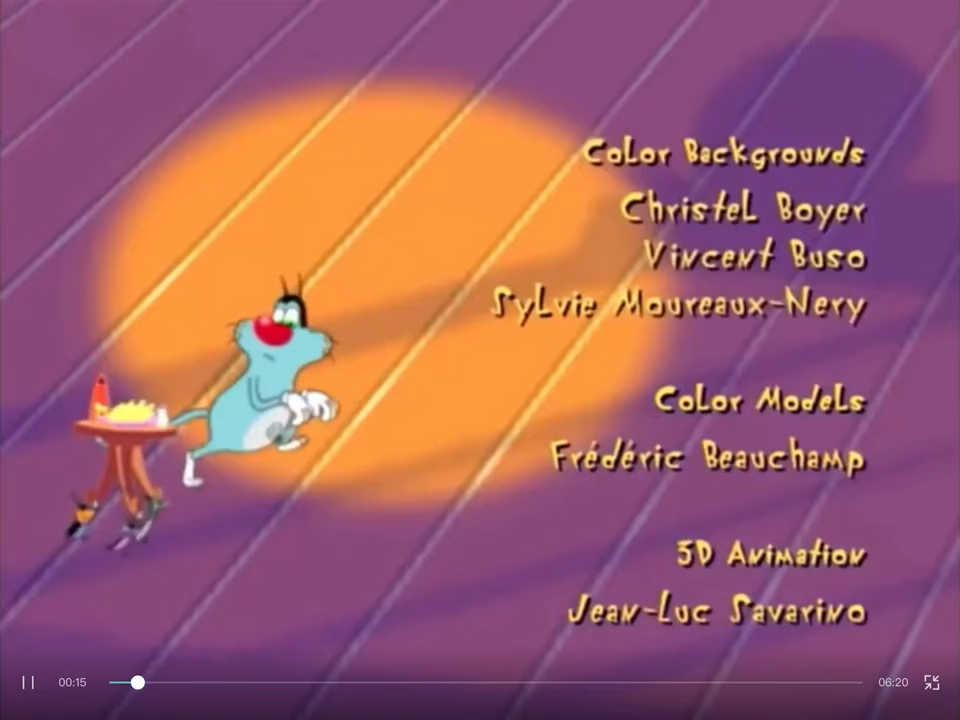 Color Backgrounds
Christel Boyer
Vincent Buso
Sylvie Moureaux-Nery
Color Models
Frédéric Beauchamp
3D Animation
Jean-Luc Savarino
00:15
06:20